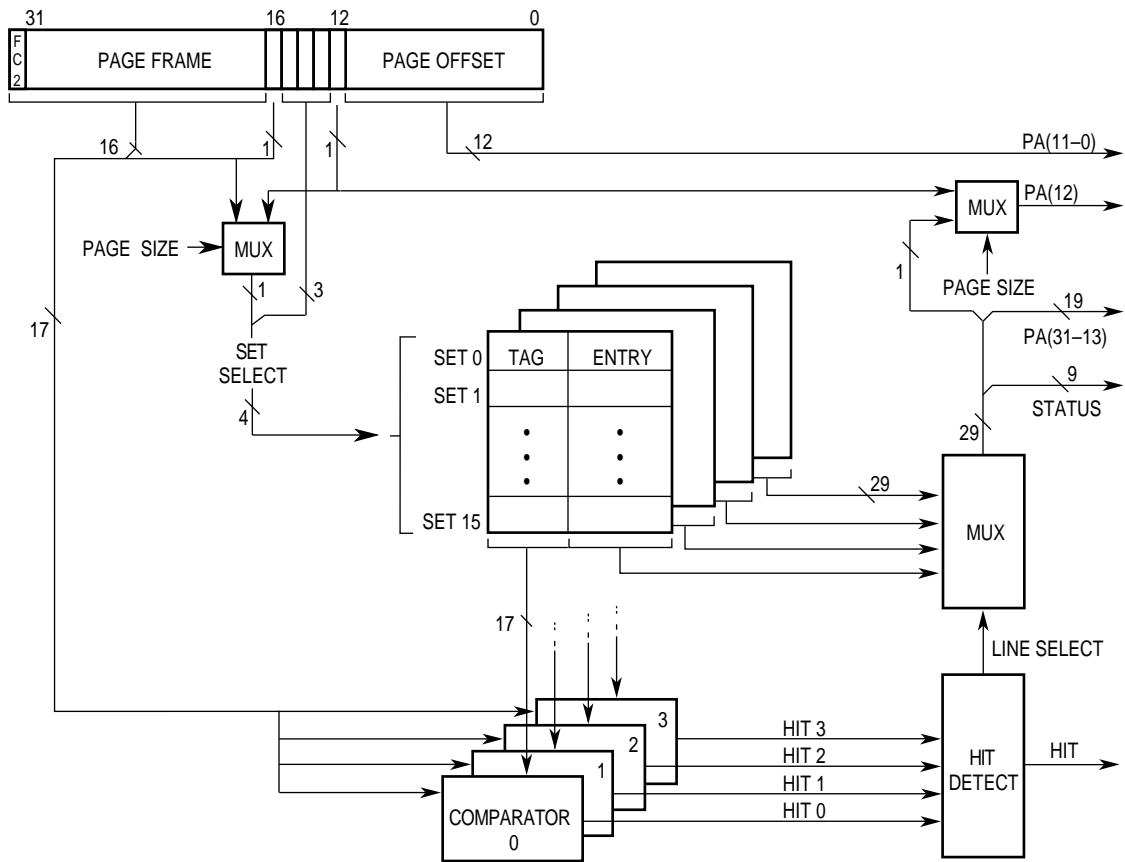 31 16 12 0
F
C
2
PAGE FRAME PAGE OFFSET
16 1 1 12 PA(11–0)
MUX PA(12)
PAGE SIZE MUX
1 3 1
PAGE SIZE
17 19
PA(31–13)
SET
SELECT
SET 0 TAG ENTRY
9
STATUS
SET 1
4
29
29
MUX
SET 15
17
LINE SELECT
3 HIT 3
2 HIT 2 HIT
1 HIT 1
HIT
DETECT
COMPARATOR
0
HIT 0